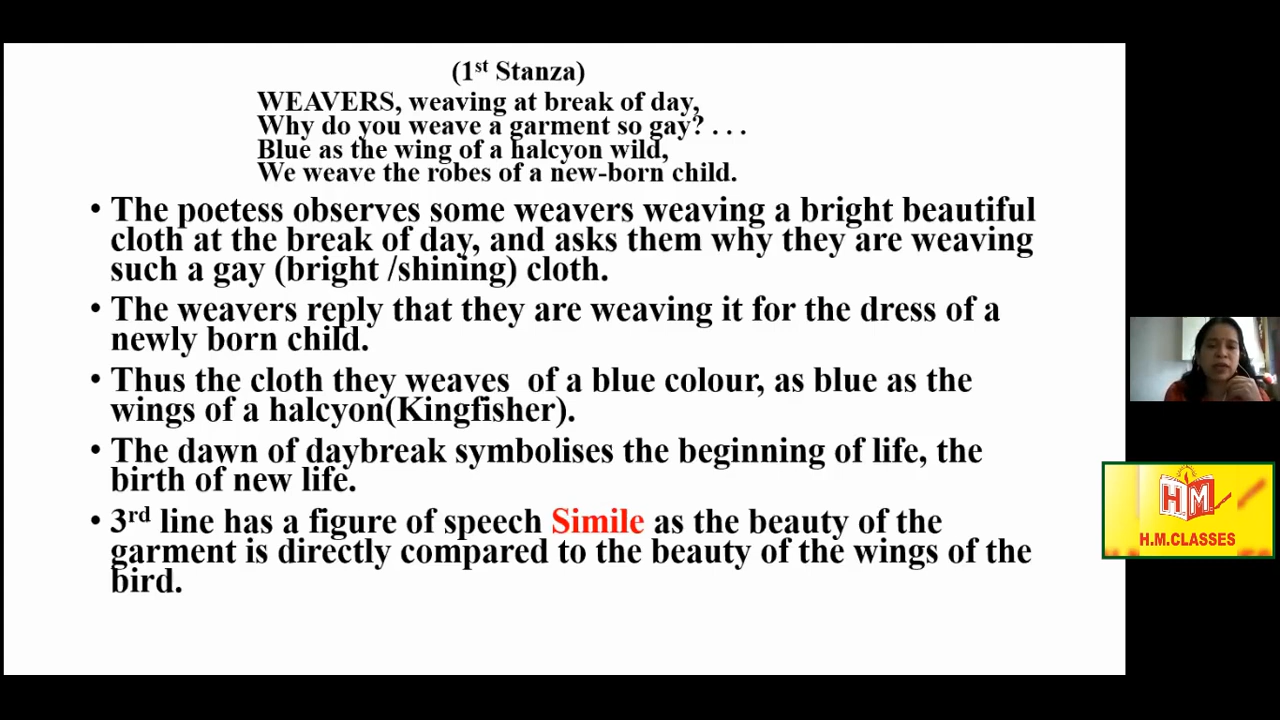 (1st Stanza)
WEAVERS, weaving at break of day,
Why do you weave a garment so gay? . . .
Blue as the wing of a halcyon wild,
We weave the robes of a new-born child.
• The poetess observes some weavers weaving a bright beautiful
cloth at the break of day, and asks them why they are weaving
such a gay (bright /shining) cloth.
• The weavers reply that they are weaving it for the dress of a
newly born child.
• Thus the cloth they weaves of a blue colour, as blue as the
wings of a halcyon(Kingfisher).
• The dawn of daybreak symbolises the beginning of life, the
birth of new life.
• 3rd line has a figure of speech Simile as the beauty of the
garment is directly compared to the beauty of the wings of the
bird.
HM
H.M.CLASSES